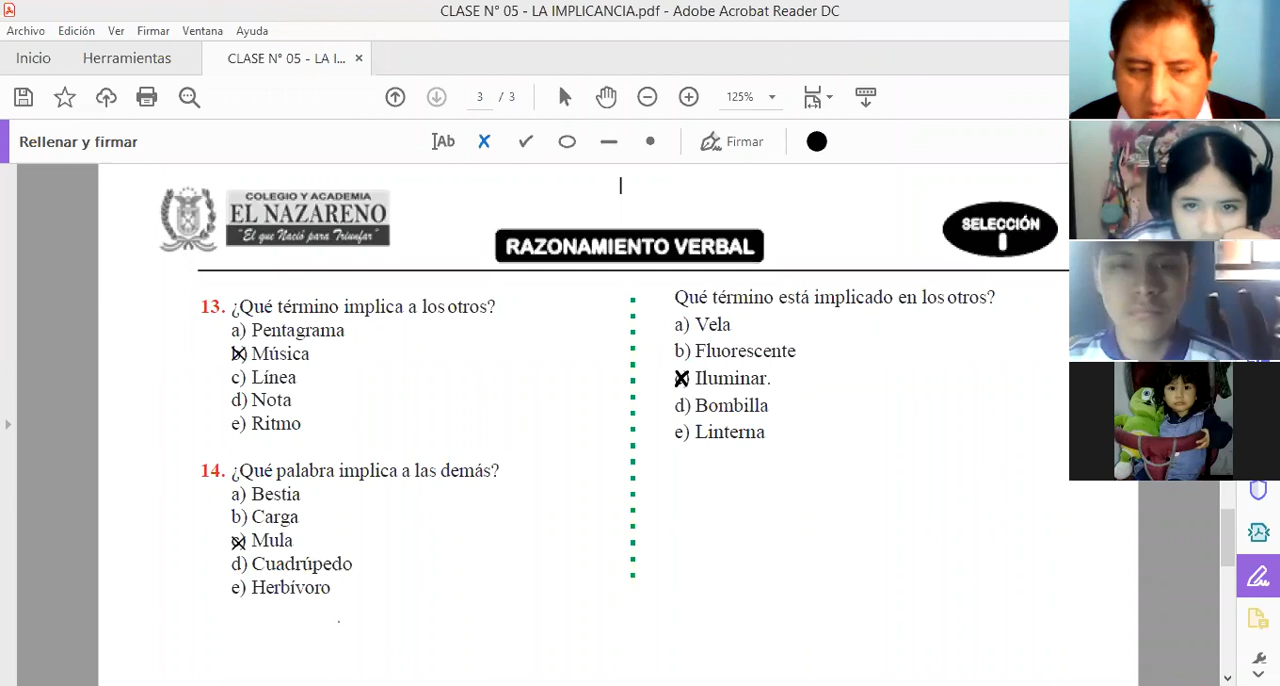 CLASE N° 05 - LA IMPLICANCIA.pdf - Adobe Acrobat Reader DC
Archivo Edición Ver Firmar Ventana Ayuda
Inicio Herramientas CLASE N° 05 - LA I... ×
3 / 3 125%
Rellenar y firmar Ab Firmar
COLEGIO Y ACADEMIA
EL NAZARENO
"El que Nació para Triunfar"
RAZONAMIENTO VERBAL
SELECCIÓN
I
13. ¿Qué término implica a los otros?
a) Pentagrama
b) Música
c) Línea
d) Nota
e) Ritmo
14. ¿Qué palabra implica a las demás?
a) Bestia
b) Carga
c) Mula
d) Cuadrúpedo
e) Herbívoro
Qué término está implicado en los otros?
a) Vela
b) Fluorescente
c) Iluminar.
d) Bombilla
e) Linterna